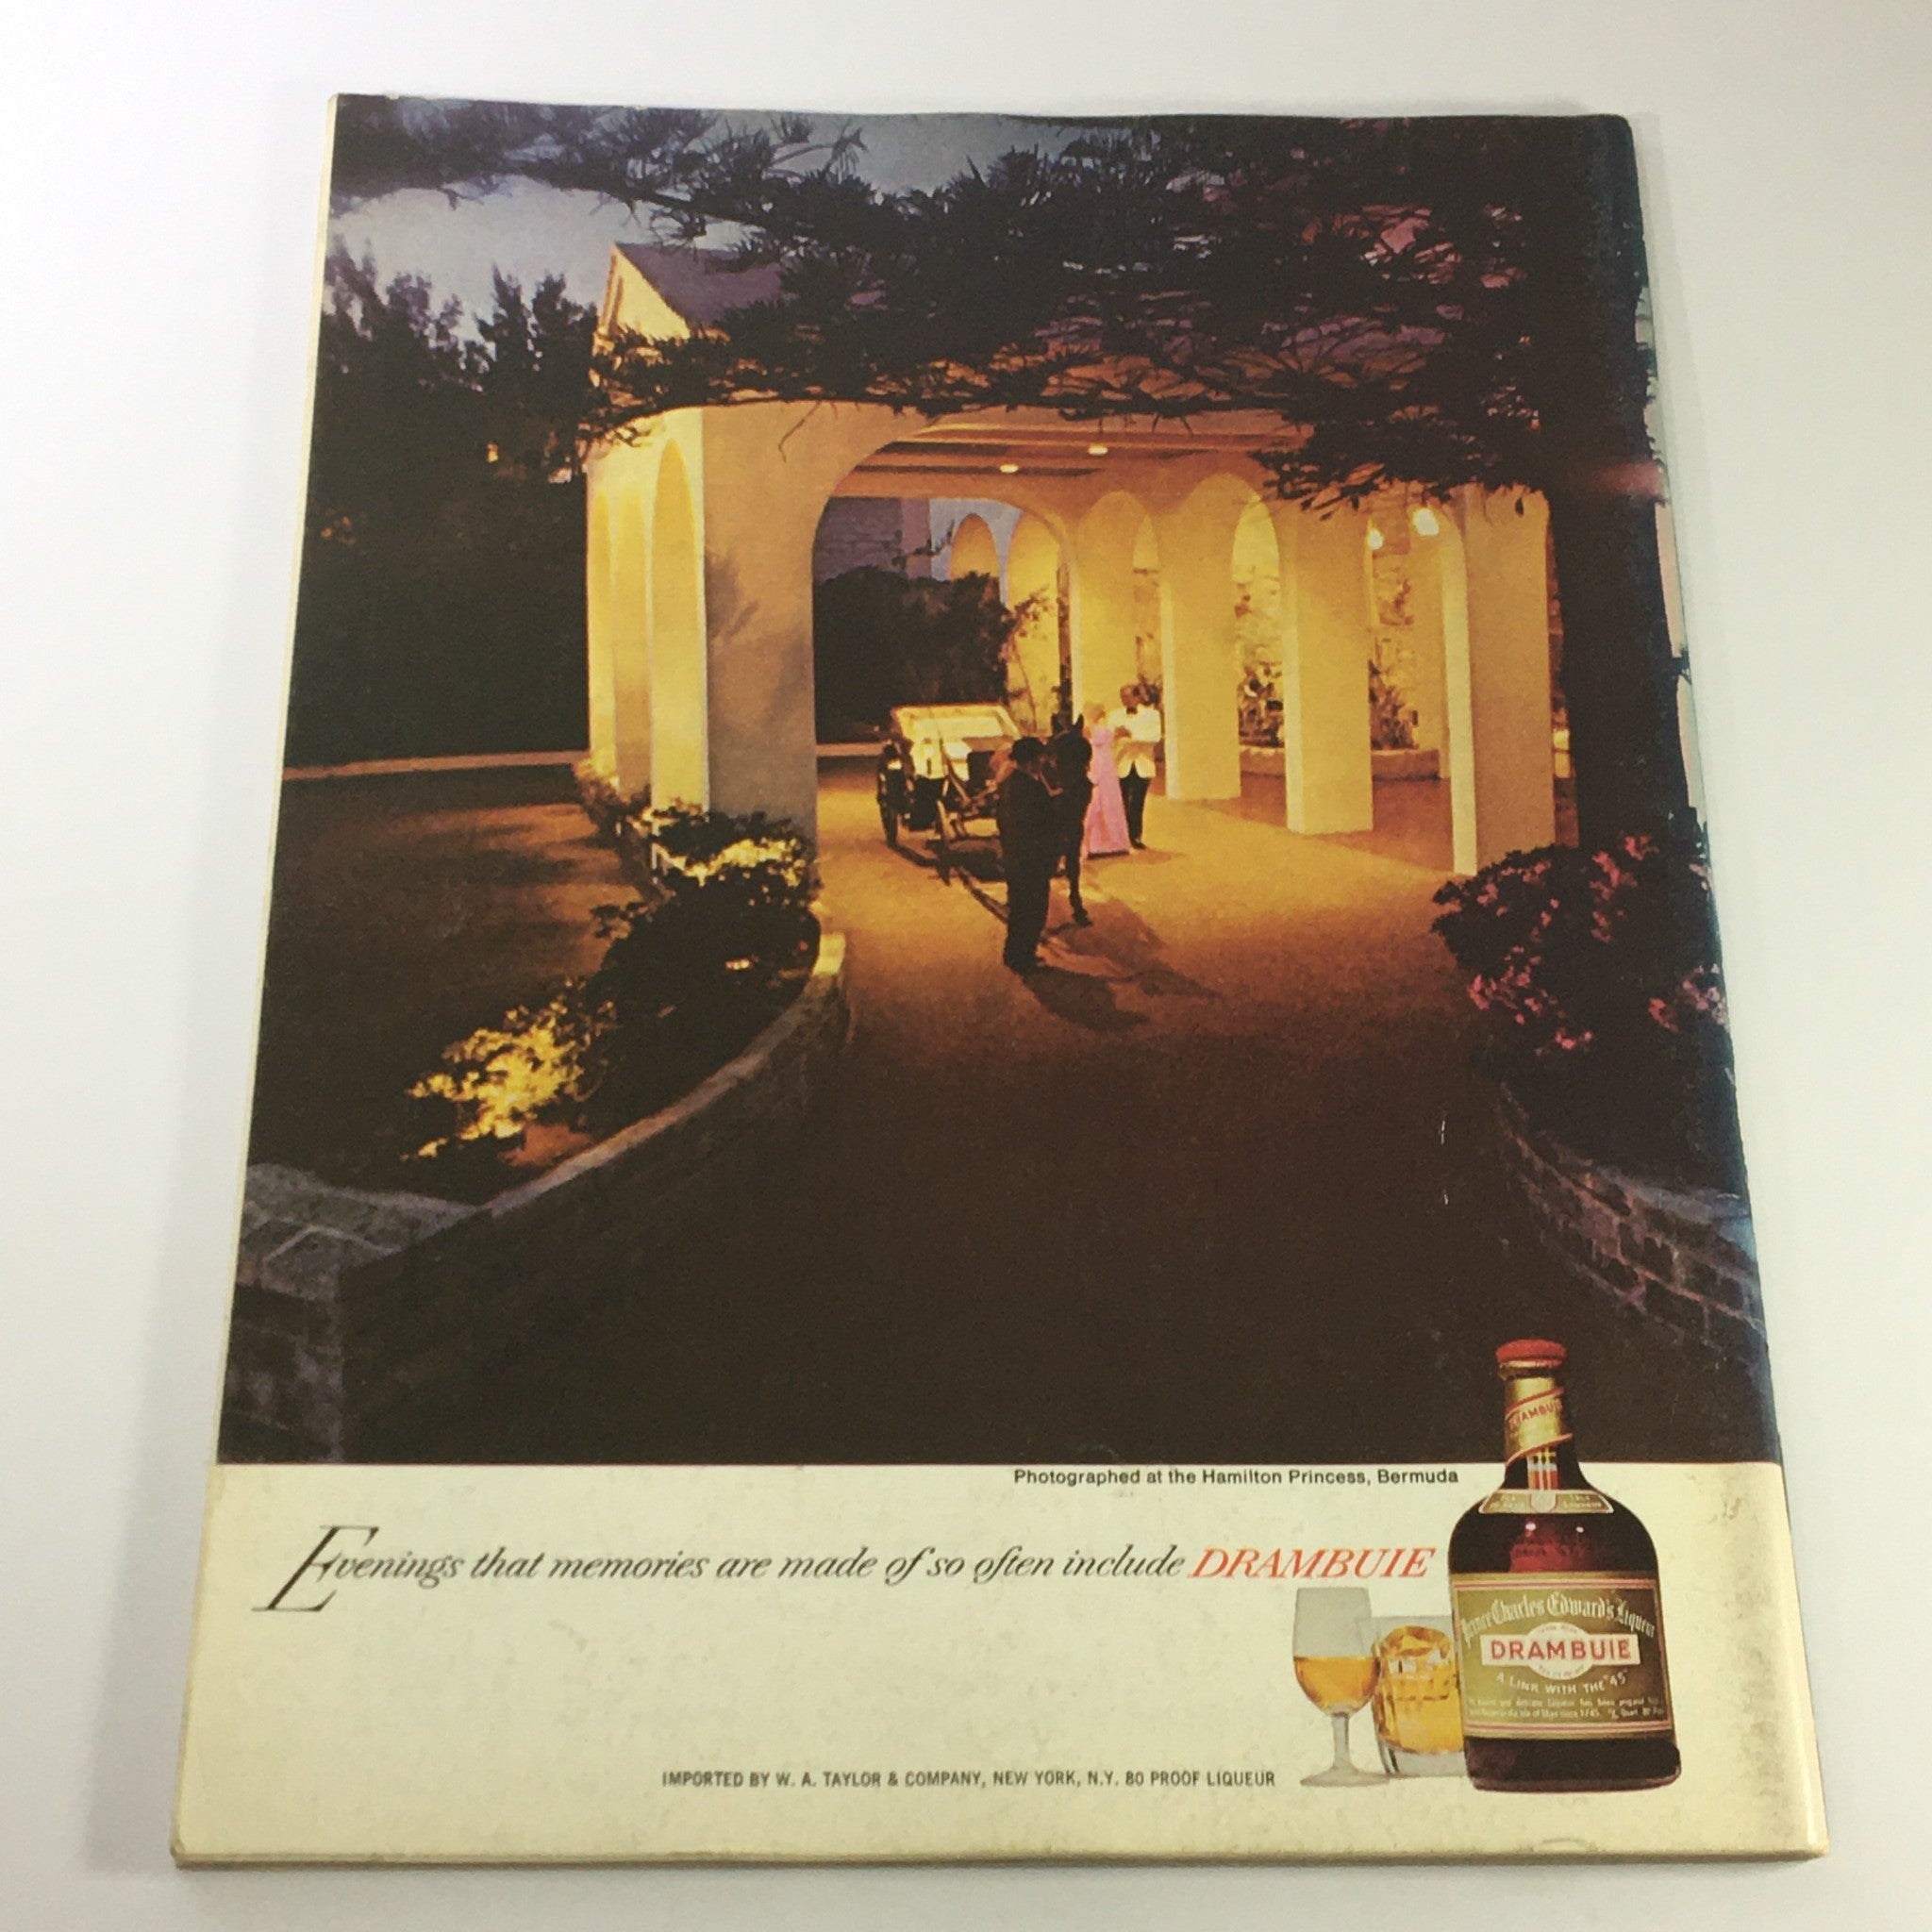 Photographed at the Hamilton Princess, Bermuda
Evenings that memories are made of so often include DRAMBUIE
DRAMBUIE
Prince Charles Edward's Liqueur
DRAMBUIE
A LINK WITH THE "45"
IMPORTED BY W. A. TAYLOR & COMPANY, NEW YORK, N.Y. 80 PROOF LIQUEUR